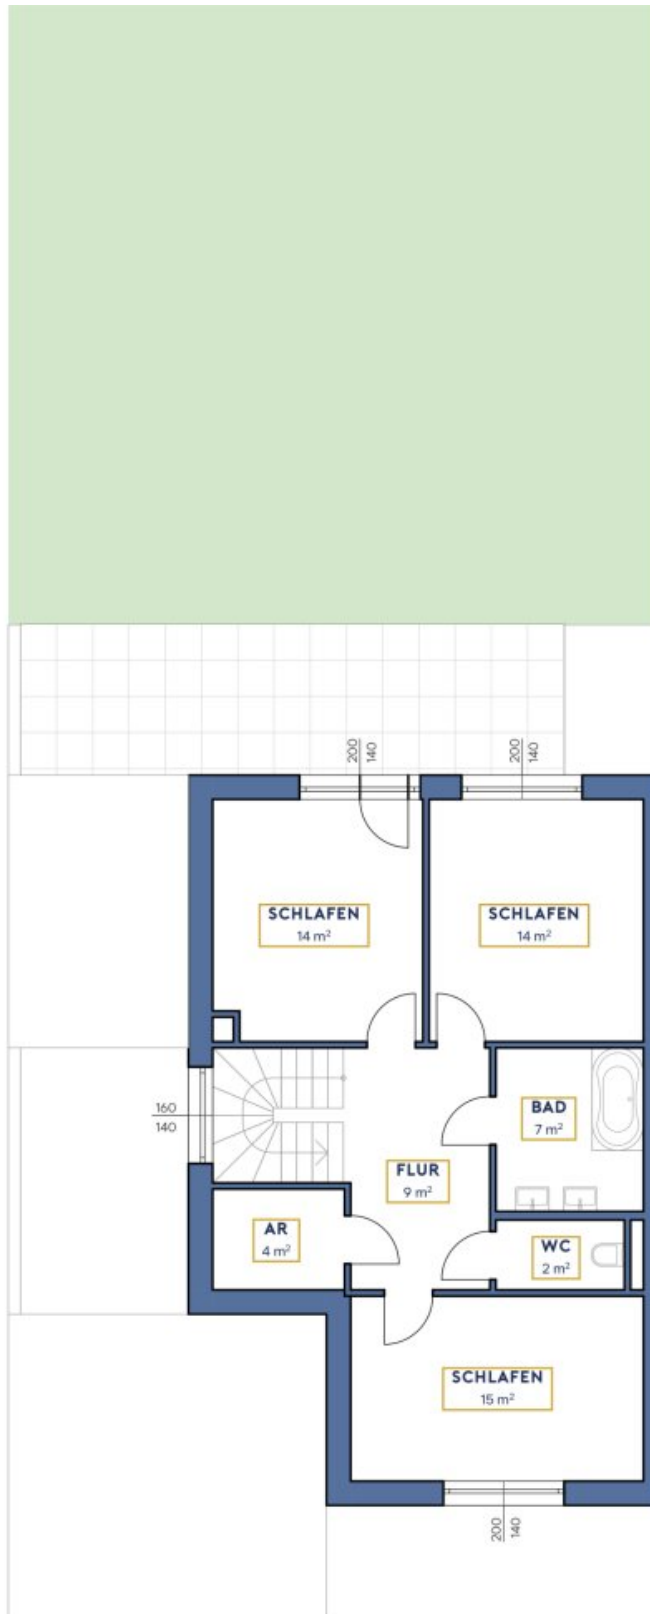 200
140
200
140
SCHLAFEN
14 m²
SCHLAFEN
14 m²
160
140
BAD
7 m²
FLUR
9 m²
AR
4 m²
WC
2 m²
SCHLAFEN
15 m²
200
140